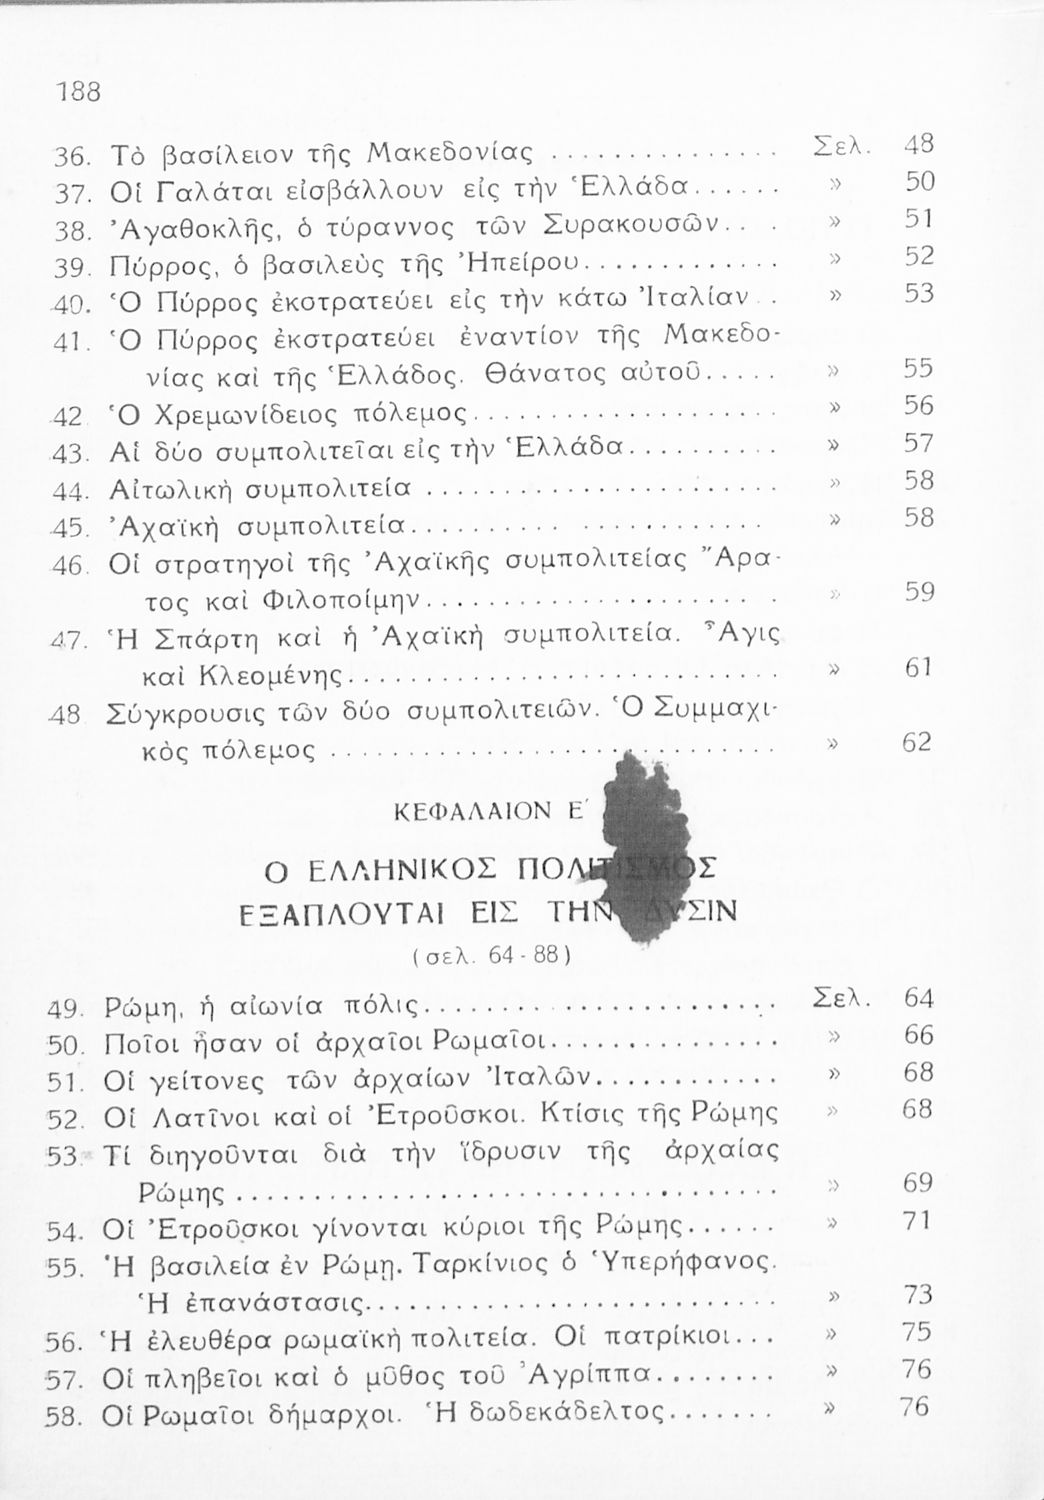 188
36. Τὸ βασίλειον τῆς Μακεδονίας ............... Σελ. 48
37. Οἱ Γαλάται εἰσβάλλουν εἰς τὴν Ἑλλάδα...... » 50
38. Ἀγαθοκλῆς, ὁ τύραννος τῶν Συρακουσῶν.. . » 51
39. Πύρρος, ὁ βασιλεὺς τῆς Ἠπείρου............. » 52
40. Ὁ Πύρρος ἐκστρατεύει εἰς τὴν κάτω Ἰταλίαν . . » 53
41. Ὁ Πύρρος ἐκστρατεύει ἐναντίον τῆς Μακεδο-
νίας καὶ τῆς Ἑλλάδος. Θάνατος αὐτοῦ..... » 55
42 Ὁ Χρεμωνίδειος πόλεμος.................... » 56
43. Αἱ δύο συμπολιτεῖαι εἰς τὴν Ἑλλάδα.......... » 57
44. Αἰτωλικὴ συμπολιτεία ....................... » 58
45. Ἀχαϊκὴ συμπολιτεία.......... ............ » 58
46. Οἱ στρατηγοὶ τῆς Ἀχαϊκῆς συμπολιτείας Ἄρα-
τος καὶ Φιλοποίμην..................... . » 59
47. Ἡ Σπάρτη καὶ ἡ Ἀχαϊκὴ συμπολιτεία. Ἆγις
καὶ Κλεομένης............................ » 61
48 Σύγκρουσις τῶν δύο συμπολιτειῶν. Ὁ Συμμαχι-
κὸς πόλεμος ............................. » 62
ΚΕΦΑΛΑΙΟΝ Ε΄
Ο ΕΛΛΗΝΙΚΟΣ ΠΟΛΙΤΙΣΜΟΣ
ΕΞΑΠΛΟΥΤΑΙ ΕΙΣ ΤΗΝ ΔΥΣΙΝ
(σελ. 64-88)
49. Ρώμη, ἡ αἰωνία πόλις....................... Σελ. 64
50. Ποῖοι ἦσαν οἱ ἀρχαῖοι Ρωμαῖοι............... » 66
51. Οἱ γείτονες τῶν ἀρχαίων Ἰταλῶν............ » 68
52. Οἱ Λατῖνοι καὶ οἱ Ἐτροῦσκοι. Κτίσις τῆς Ρώμης » 68
53. Τί διηγοῦνται διὰ τὴν ἵδρυσιν τῆς ἀρχαίας
Ρώμης ................................... » 69
54. Οἱ Ἐτροῦσκοι γίνονται κύριοι τῆς Ρώμης...... » 71
55. Ἡ βασιλεία ἐν Ρώμῃ. Ταρκίνιος ὁ Ὑπερήφανος.
Ἡ ἐπανάστασις........................... » 73
56. Ἡ ἐλευθέρα ρωμαϊκὴ πολιτεία. Οἱ πατρίκιοι... » 75
57. Οἱ πληβεῖοι καὶ ὁ μῦθος τοῦ Ἀγρίππα........ » 76
58. Οἱ Ρωμαῖοι δήμαρχοι. Ἡ δωδεκάδελτος....... » 76